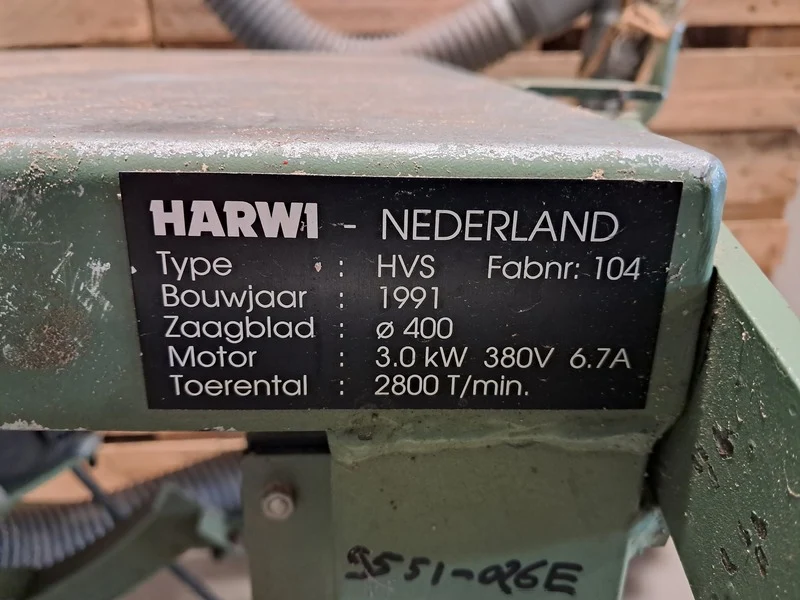 HARWI - NEDERLAND
Type : HVS Fabnr: 104
Bouwjaar : 1991
Zaagblad : ø 400
Motor : 3.0 kW 380V 6.7A
Toerental : 2800 T/min.
9551-026E